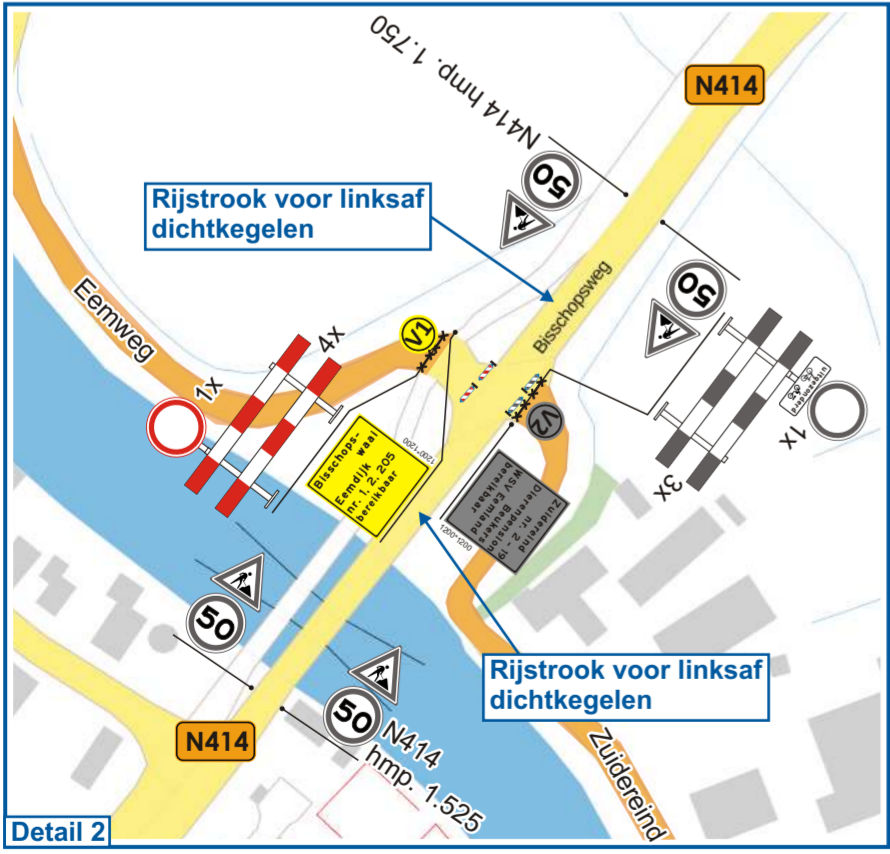 N414 hmp. 1.750
N414
50
Rijstrook voor linksaf
dichtkegelen
Bisschopsweg
50
Eemweg
V1
4x
1x
uitgezonderd
1x
3x
V2
1200*1200
Bisschops-
waal
Eemdijk
nr. 1, 2, 205
bereikbaar
Zuidereind
nr. 2 - 19
Dierenpension
Beukers
WSV Eemland
bereikbaar
1200*1200
50
Rijstrook voor linksaf
dichtkegelen
50
N414
N414
hmp. 1.525
Zuidereind
Detail 2